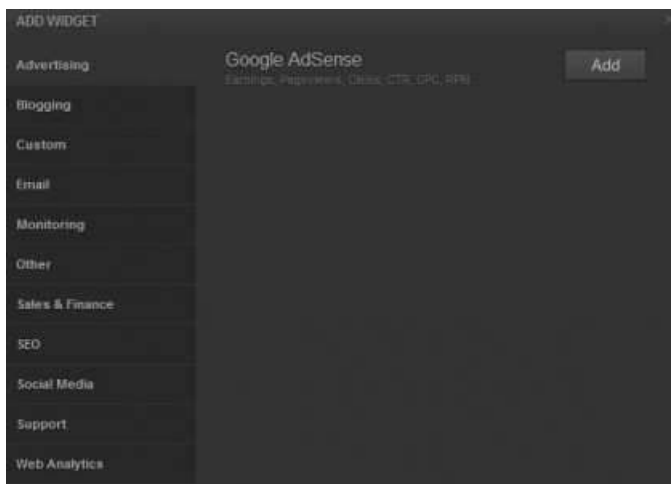 ADD WIDGET
Advertising
Google AdSense
Add
Earnings, Pageviews, Clicks, CTR, CPC, RPM
Blogging
Custom
Email
Monitoring
Other
Sales & Finance
SEO
Social Media
Support
Web Analytics